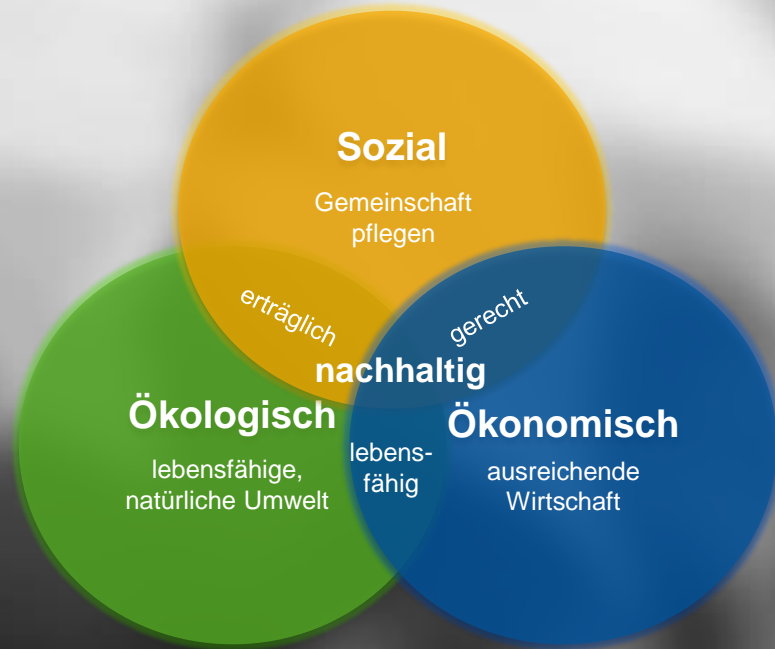 Sozial
Gemeinschaft
pflegen
erträglich
gerecht
nachhaltig
Ökologisch
lebensfähige,
natürliche Umwelt
lebens-
fähig
Ökonomisch
ausreichende
Wirtschaft